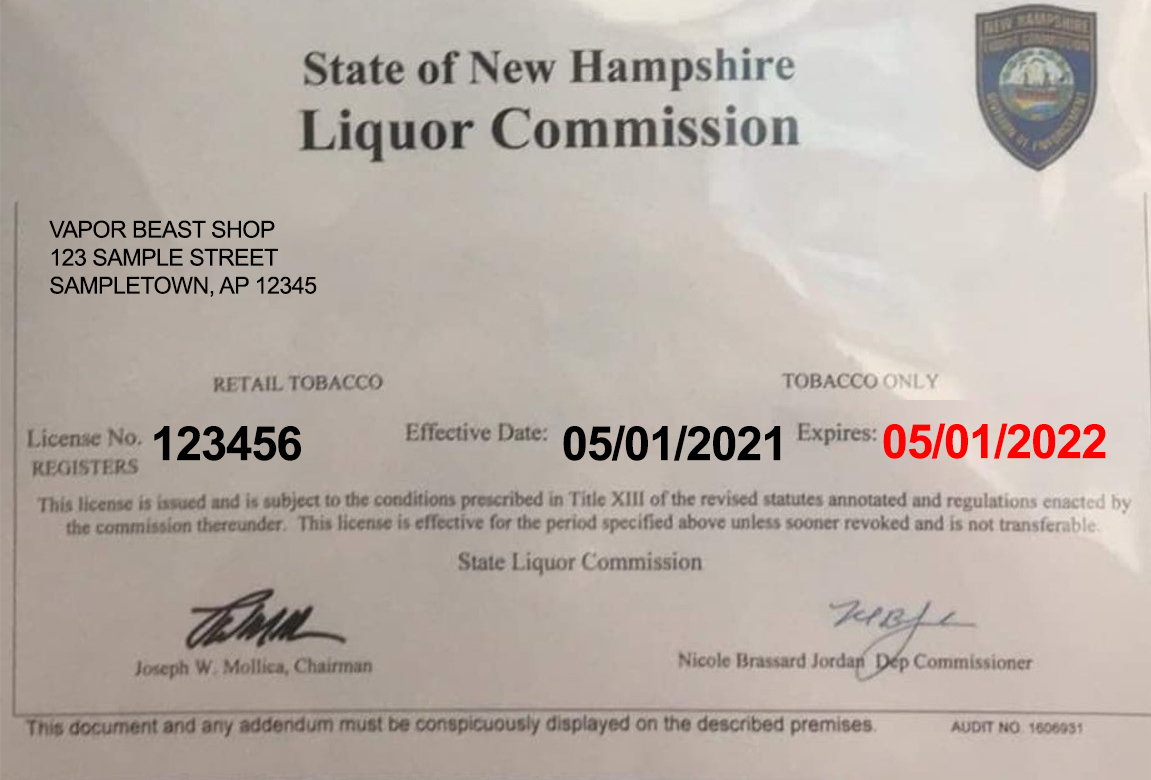 NEW HAMPSHIRE
State of New Hampshire
Liquor Commission
DIVISION OF ENFORCEMENT
VAPOR BEAST SHOP
123 SAMPLE STREET
SAMPLETOWN, AP 12345
RETAIL TOBACCO TOBACCO ONLY
License No. 123456 Effective Date: 05/01/2021 Expires: 05/01/2022
REGISTERS
This license is issued and is subject to the conditions prescribed in Title XIII of the revised statutes annotated and regulations enacted by
the commission thereunder. This license is effective for the period specified above unless sooner revoked and is not transferable.
State Liquor Commission
Joseph W. Mollica, Chairman Nicole Brassard Jordan Dep Commissioner
This document and any addendum must be conspicuously displayed on the described premises. AUDIT NO. 1606931